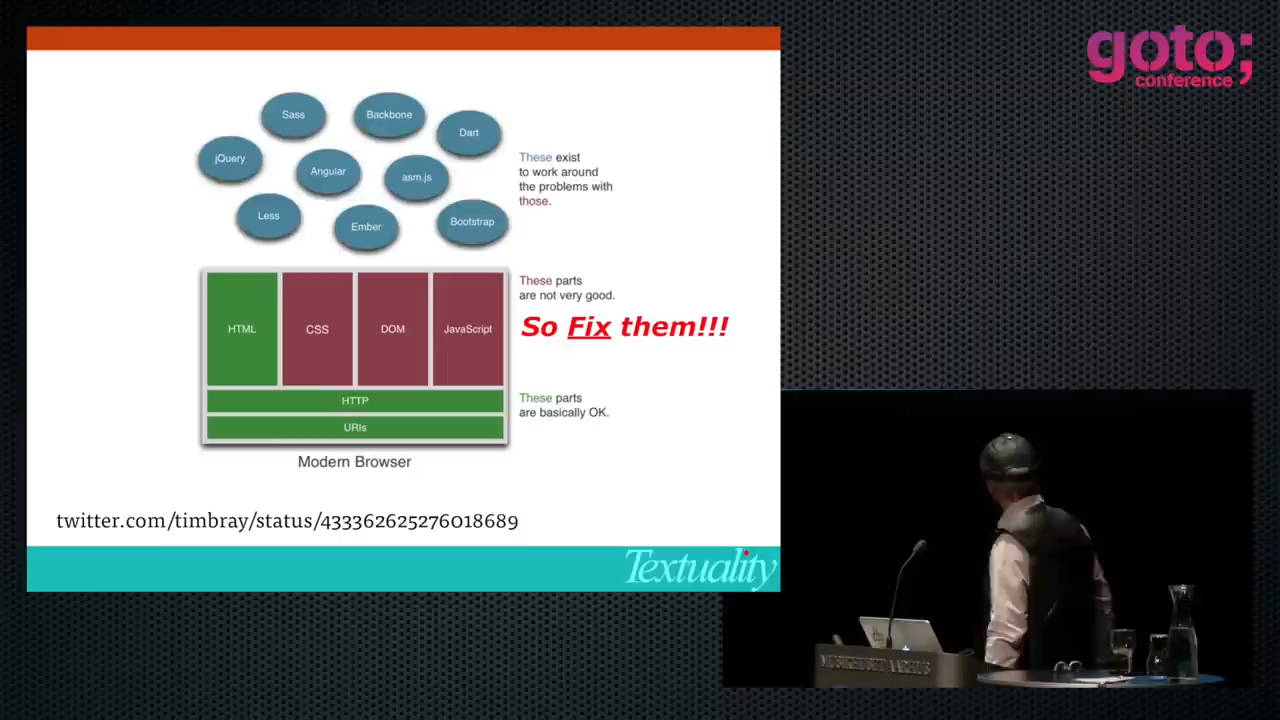 goto;
conference
Sass
Backbone
Dart
jQuery
Angular
asm.js
Less
Ember
Bootstrap
These exist
to work around
the problems with
those.
HTML
CSS
DOM
JavaScript
These parts
are not very good.
So Fix them!!!
HTTP
URIs
These parts
are basically OK.
Modern Browser
twitter.com/timbray/status/433362625276018689
Textuality
MUSIKHUSET AARHUS